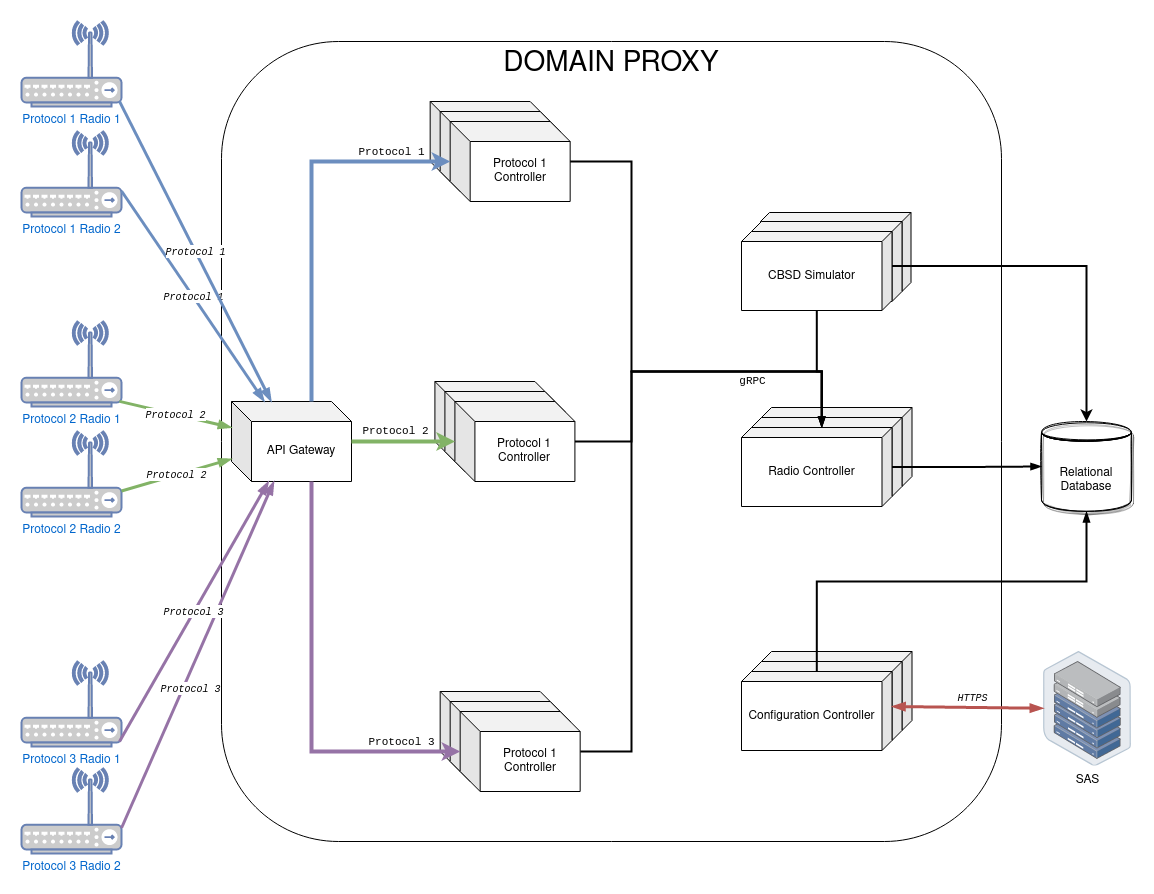 DOMAIN PROXY
Protocol 1 Radio 1
Protocol 1 Radio 2
Protocol 1
Protocol 1
Protocol 2 Radio 1
Protocol 2
Protocol 2
Protocol 2 Radio 2
Protocol 3
Protocol 3
Protocol 3 Radio 1
Protocol 3 Radio 2
API Gateway
Protocol 1
Protocol 1
Controller
Protocol 2
Protocol 1
Controller
Protocol 3
Protocol 1
Controller
CBSD Simulator
gRPC
Radio Controller
Configuration Controller
Relational
Database
HTTPS
SAS